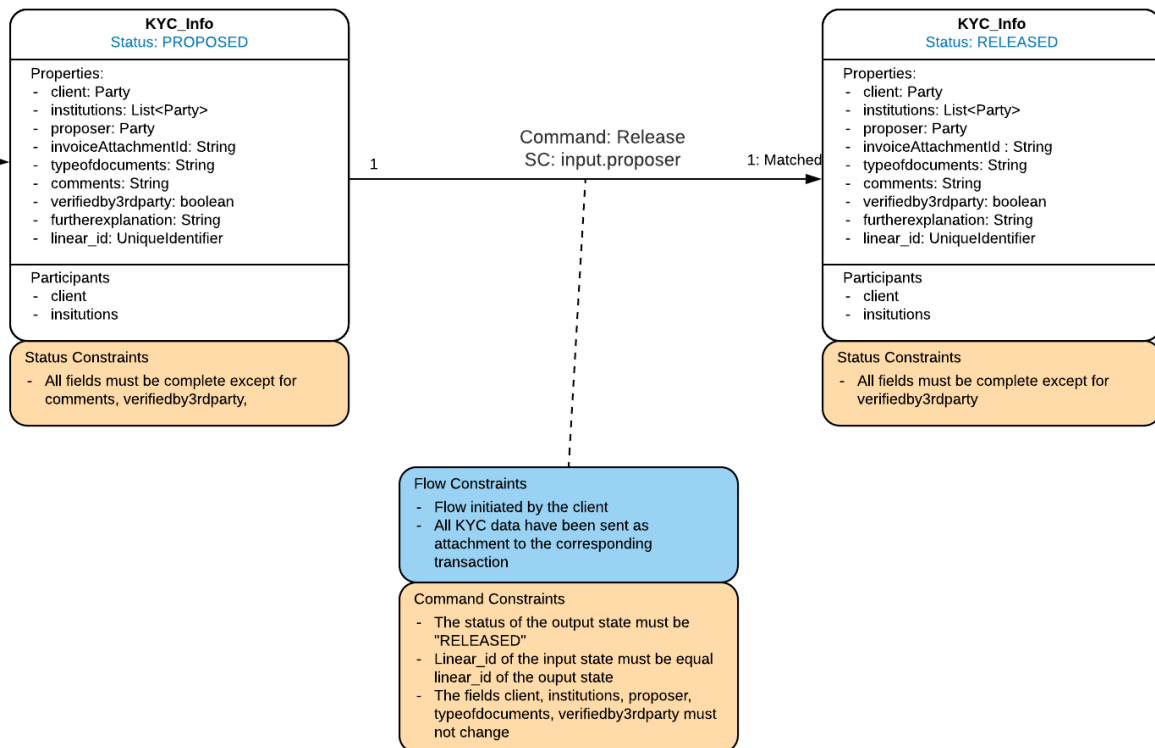 KYC_Info
Status: PROPOSED
Properties:
- client: Party
- institutions: List<Party>
- proposer: Party
- invoiceAttachmentId: String
- typeofdocuments: String
- comments: String
- verifiedby3rdparty: boolean
- furtherexplanation: String
- linear_id: UniqueIdentifier
Participants
- client
- insitutions
Status Constraints
- All fields must be complete except for
comments, verifiedby3rdparty,
Command: Release
SC: input.proposer
1
1: Matched
KYC_Info
Status: RELEASED
Properties:
- client: Party
- institutions: List<Party>
- proposer: Party
- invoiceAttachmentId : String
- typeofdocuments: String
- comments: String
- verifiedby3rdparty: boolean
- furtherexplanation: String
- linear_id: UniqueIdentifier
Participants
- client
- insitutions
Status Constraints
- All fields must be complete except for
verifiedby3rdparty
Flow Constraints
- Flow initiated by the client
- All KYC data have been sent as
attachment to the corresponding
transaction
Command Constraints
- The status of the output state must be
"RELEASED"
- Linear_id of the input state must be equal
linear_id of the ouput state
- The fields client, institutions, proposer,
typeofdocuments, verifiedby3rdparty must
not change